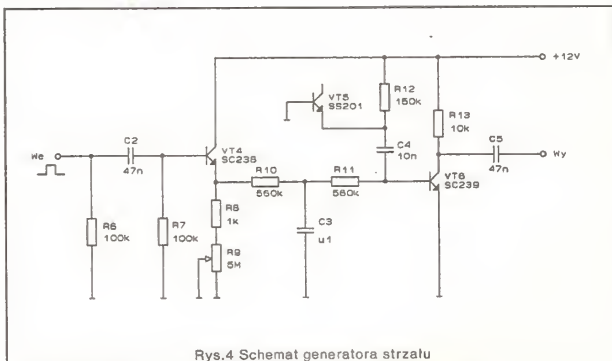 +12V
R12
150k
VT5
SS201
R13
10k
C4
10n
C5
47n
Wy
We
C2
47n
VT4
SC236
R10
560k
R11
560k
VT6
SC239
R6
100k
R7
100k
R8
1k
R9
5M
C3
u1
Rys.4 Schemat generatora strzału